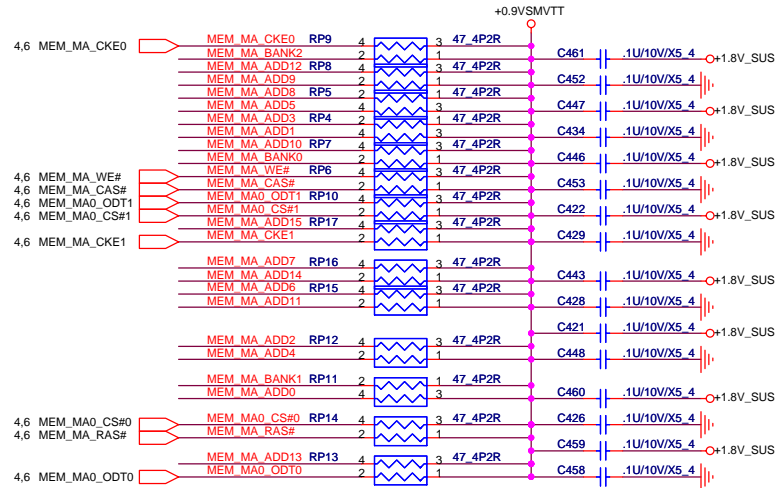 +0.9VSMVTT
4,6 MEM_MA_CKE0 MEM_MA_CKE0 RP9 4 3 47_4P2R
MEM_MA_BANK2 2 1 C461 .1U/10V/X5_4 +1.8V_SUS
MEM_MA_ADD12 RP8 4 3 47_4P2R
MEM_MA_ADD9 2 1 C452 .1U/10V/X5_4
MEM_MA_ADD8 RP5 2 1 47_4P2R
MEM_MA_ADD5 4 3 C447 .1U/10V/X5_4 +1.8V_SUS
MEM_MA_ADD3 RP4 2 1 47_4P2R
MEM_MA_ADD1 4 3 C434 .1U/10V/X5_4
MEM_MA_ADD10 RP7 4 3 47_4P2R
MEM_MA_BANK0 2 1 C446 .1U/10V/X5_4 +1.8V_SUS
4,6 MEM_MA_WE# MEM_MA_WE# RP6 4 3 47_4P2R
4,6 MEM_MA_CAS# MEM_MA_CAS# 2 1 C453 .1U/10V/X5_4
4,6 MEM_MA0_ODT1 MEM_MA0_ODT1 RP10 4 3 47_4P2R
4,6 MEM_MA0_CS#1 MEM_MA0_CS#1 2 1 C422 .1U/10V/X5_4 +1.8V_SUS
MEM_MA_ADD15 RP17 4 3 47_4P2R
4,6 MEM_MA_CKE1 MEM_MA_CKE1 2 1 C429 .1U/10V/X5_4
MEM_MA_ADD7 RP16 4 3 47_4P2R
MEM_MA_ADD14 2 1 C443 .1U/10V/X5_4 +1.8V_SUS
MEM_MA_ADD6 RP15 4 3 47_4P2R
MEM_MA_ADD11 2 1 C428 .1U/10V/X5_4
C421 .1U/10V/X5_4 +1.8V_SUS
MEM_MA_ADD2 RP12 4 3 47_4P2R
MEM_MA_ADD4 2 1 C448 .1U/10V/X5_4
MEM_MA_BANK1 RP11 2 1 47_4P2R
MEM_MA_ADD0 4 3 C460 .1U/10V/X5_4 +1.8V_SUS
4,6 MEM_MA0_CS#0 MEM_MA0_CS#0 RP14 4 3 47_4P2R C426 .1U/10V/X5_4
4,6 MEM_MA_RAS# MEM_MA_RAS# 2 1
C459 .1U/10V/X5_4 +1.8V_SUS
MEM_MA_ADD13 RP13 4 3 47_4P2R
4,6 MEM_MA0_ODT0 MEM_MA0_ODT0 2 1 C458 .1U/10V/X5_4